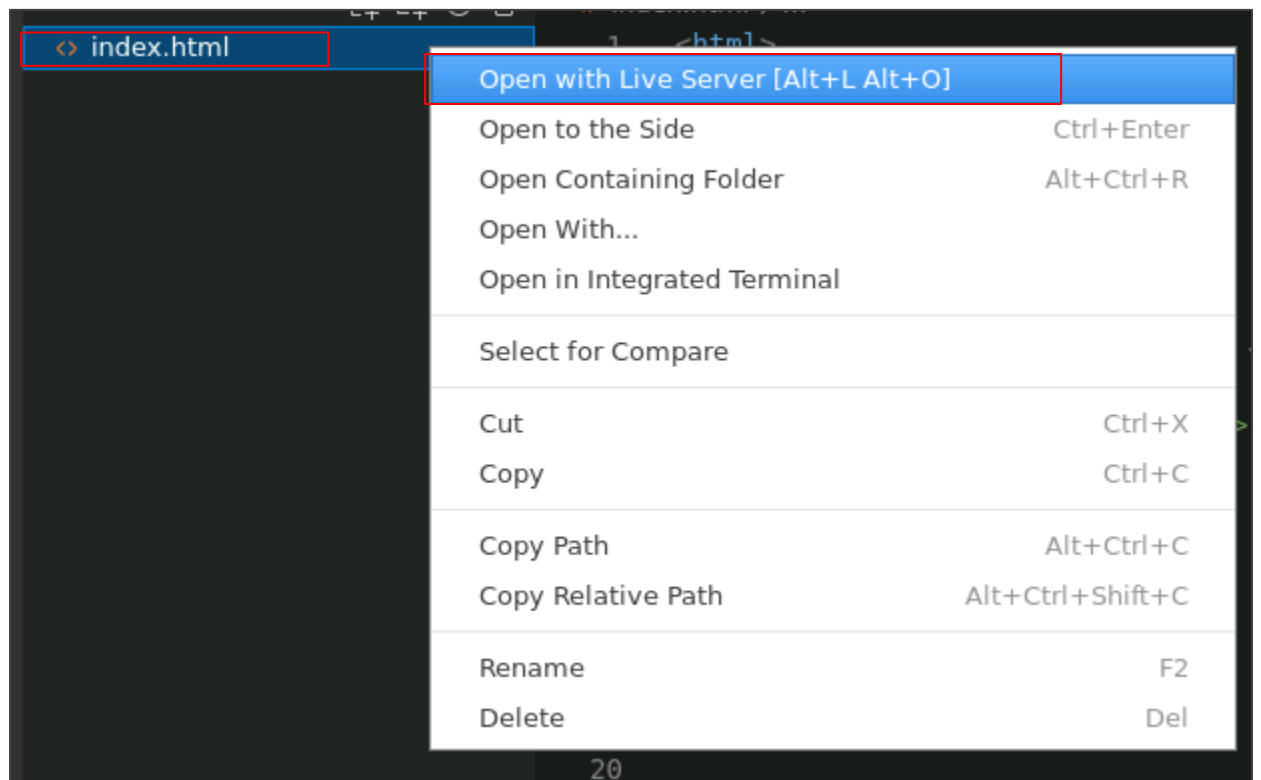 index.html
1 <html>
Open with Live Server [Alt+L Alt+O]
Open to the Side Ctrl+Enter
Open Containing Folder Alt+Ctrl+R
Open With...
Open in Integrated Terminal
Select for Compare
Cut Ctrl+X
Copy Ctrl+C
Copy Path Alt+Ctrl+C
Copy Relative Path Alt+Ctrl+Shift+C
Rename F2
Delete Del
20